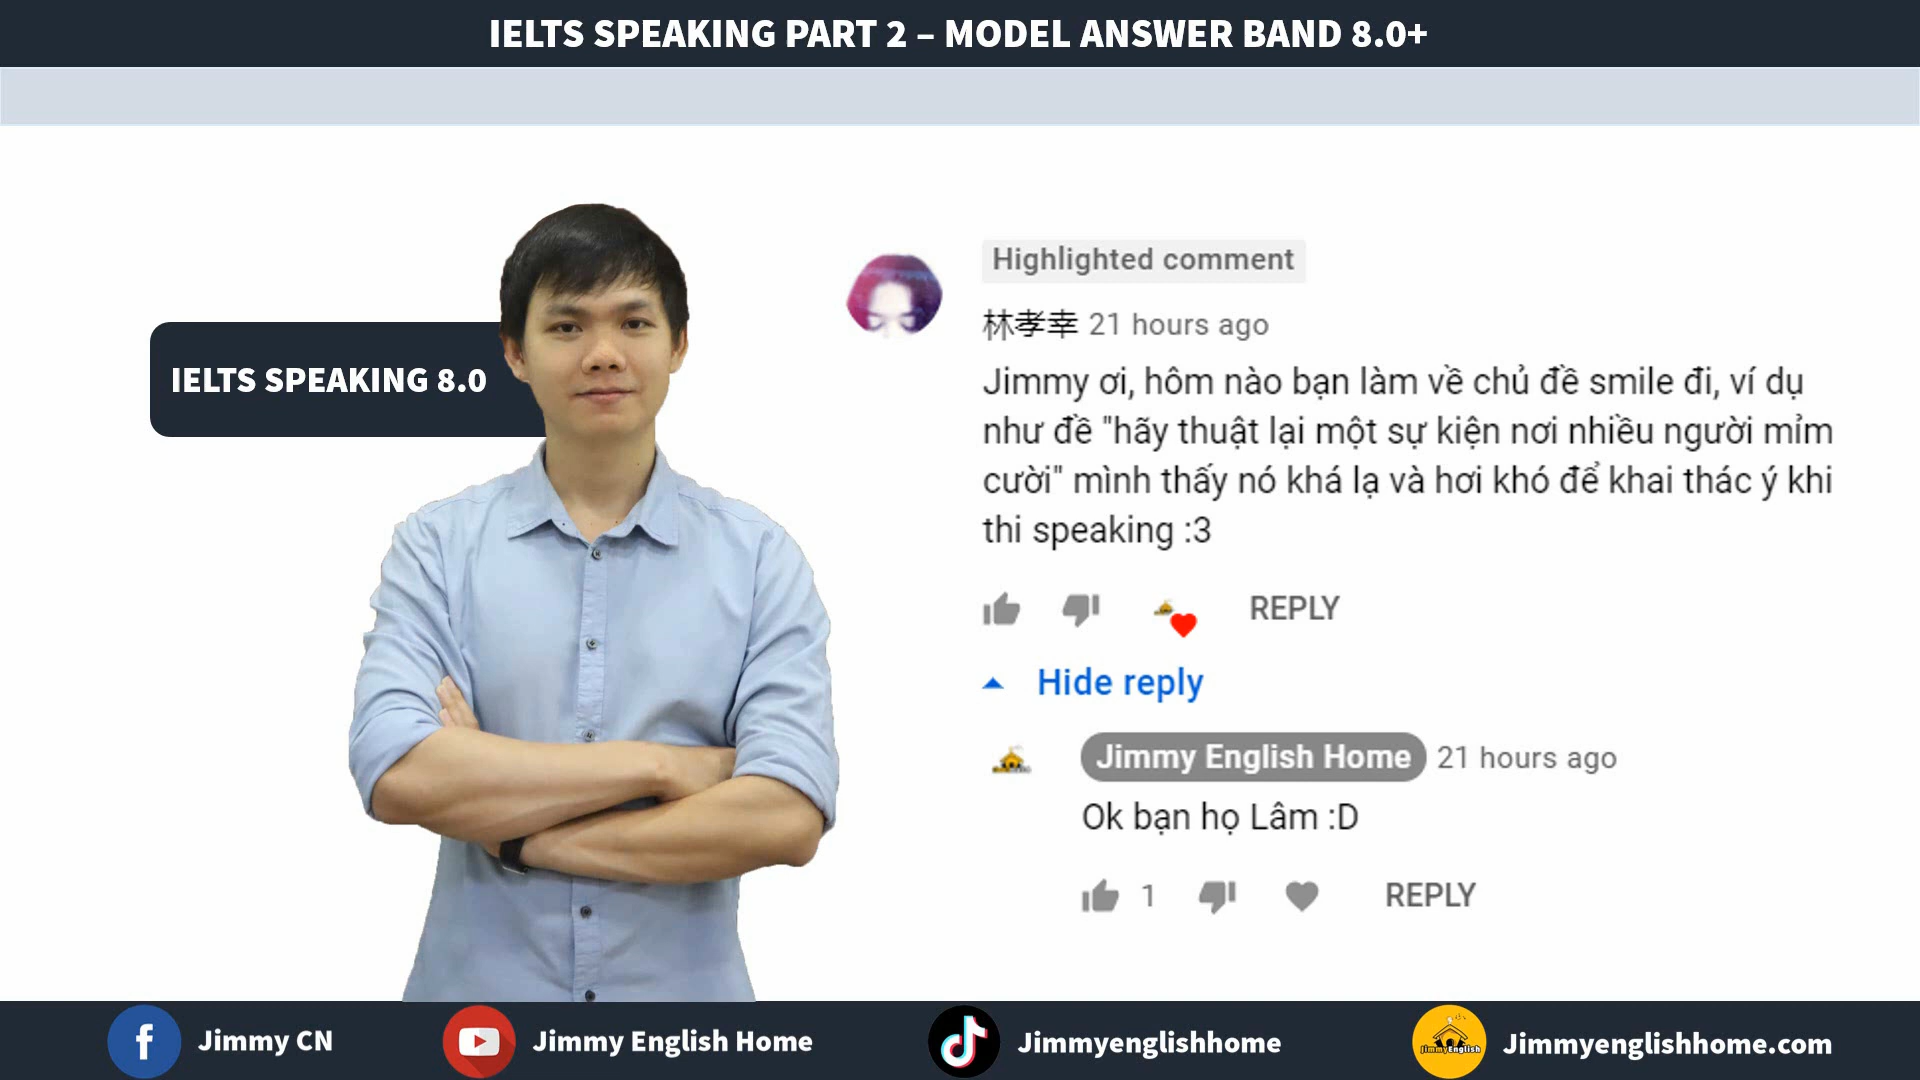 IELTS SPEAKING PART 2 – MODEL ANSWER BAND 8.0+
IELTS SPEAKING 8.0
Highlighted comment
林孝幸 21 hours ago
Jimmy ơi, hôm nào bạn làm về chủ đề smile đi, ví dụ
như đề "hãy thuật lại một sự kiện nơi nhiều người mỉm
cười" mình thấy nó khá lạ và hơi khó để khai thác ý khi
thi speaking :3
REPLY
Hide reply
Jimmy English Home 21 hours ago
Ok bạn họ Lâm :D
1 REPLY
Jimmy CN
Jimmy English Home
Jimmyenglishhome
JimmyEnglish
Jimmyenglishhome.com